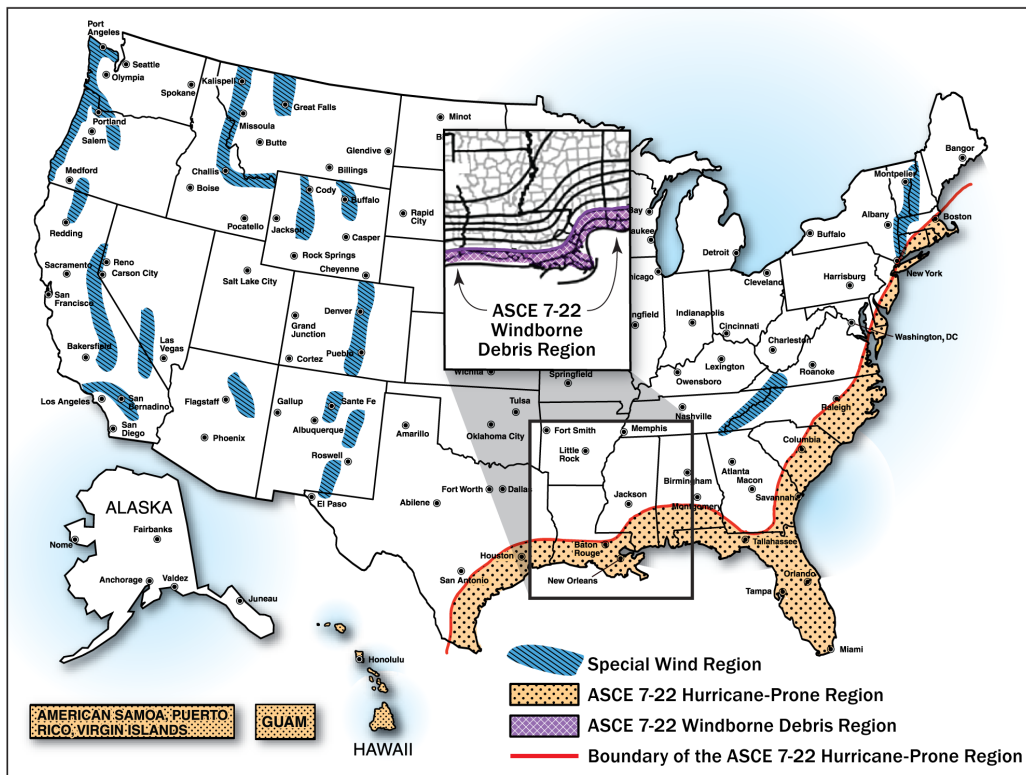 Port
Angeles
Seattle
Olympia
Spokane
Portland
Salem
Medford
Redding
Sacramento
San
Francisco
Reno
Carson City
Bakersfield
Las
Vegas
Los Angeles
San
Bernadino
San
Diego
Kalispell
Great Falls
Missoula
Butte
Glendive
Billings
Challis
Boise
Pocatello
Cody
Buffalo
Jackson
Casper
Rock Springs
Cheyenne
Salt Lake City
Grand
Junction
Denver
Pueblo
Cortez
Flagstaff
Phoenix
Gallup
Sante Fe
Albuquerque
Roswell
El Paso
Minot
B
Rapid
City
Wichita
Amarillo
Tulsa
Oklahoma City
Abilene
Fort Worth
Dallas
San Antonio
Houston
Springfield
Fort Smith
Little
Rock
Memphis
Nashville
Jackson
Birmingham
Montgomery
Baton
Rouge
New Orleans
Atlanta
Macon
Savannah
Columbia
Raleigh
Tallahassee
Orlando
Tampa
Miami
Bay
aukee
hicago
ngfield
Detroit
Indianapolis
Cincinnati
Cleveland
Lexington
Owensboro
Charleston
Roanoke
Washington, DC
Harrisburg
Buffalo
Albany
New York
Boston
Montpelier
Bangor
ASCE 7-22
Windborne
Debris Region
ALASKA
Fairbanks
Nome
Anchorage
Valdez
Juneau
Honolulu
HAWAII
AMERICAN SAMOA, PUERTO
RICO, VIRGIN ISLANDS
GUAM
Special Wind Region
ASCE 7-22 Hurricane-Prone Region
ASCE 7-22 Windborne Debris Region
Boundary of the ASCE 7-22 Hurricane-Prone Region